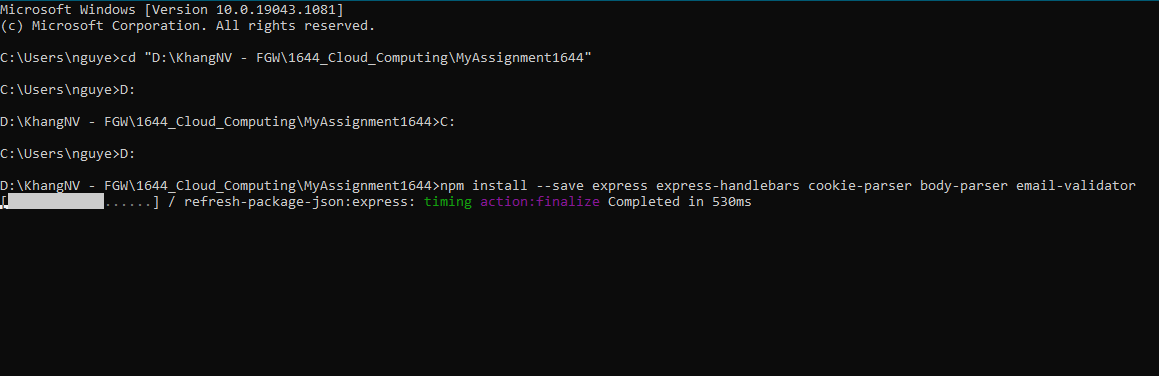 Microsoft Windows [Version 10.0.19043.1081]
(c) Microsoft Corporation. All rights reserved.
C:\Users\nguye>cd "D:\KhangNV - FGW\1644_Cloud_Computing\MyAssignment1644"
C:\Users\nguye>D:
D:\KhangNV - FGW\1644_Cloud_Computing\MyAssignment1644>C:
C:\Users\nguye>D:
D:\KhangNV - FGW\1644_Cloud_Computing\MyAssignment1644>npm install --save express express-handlebars cookie-parser body-parser email-validator
[            ......] / refresh-package-json:express: timing action:finalize Completed in 530ms